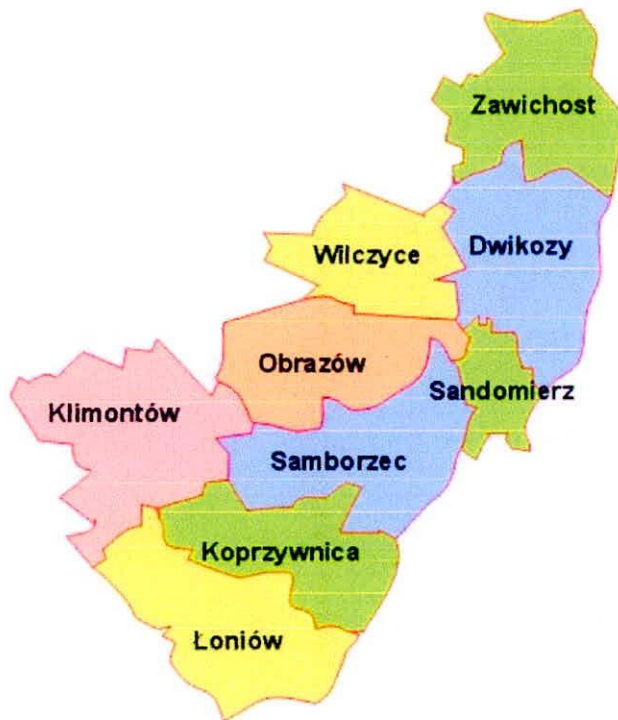 Zawichost
Dwikozy
Wilczyce
Obrazów
Sandomierz
Klimontów
Samborzec
Koprzywnica
Łoniów